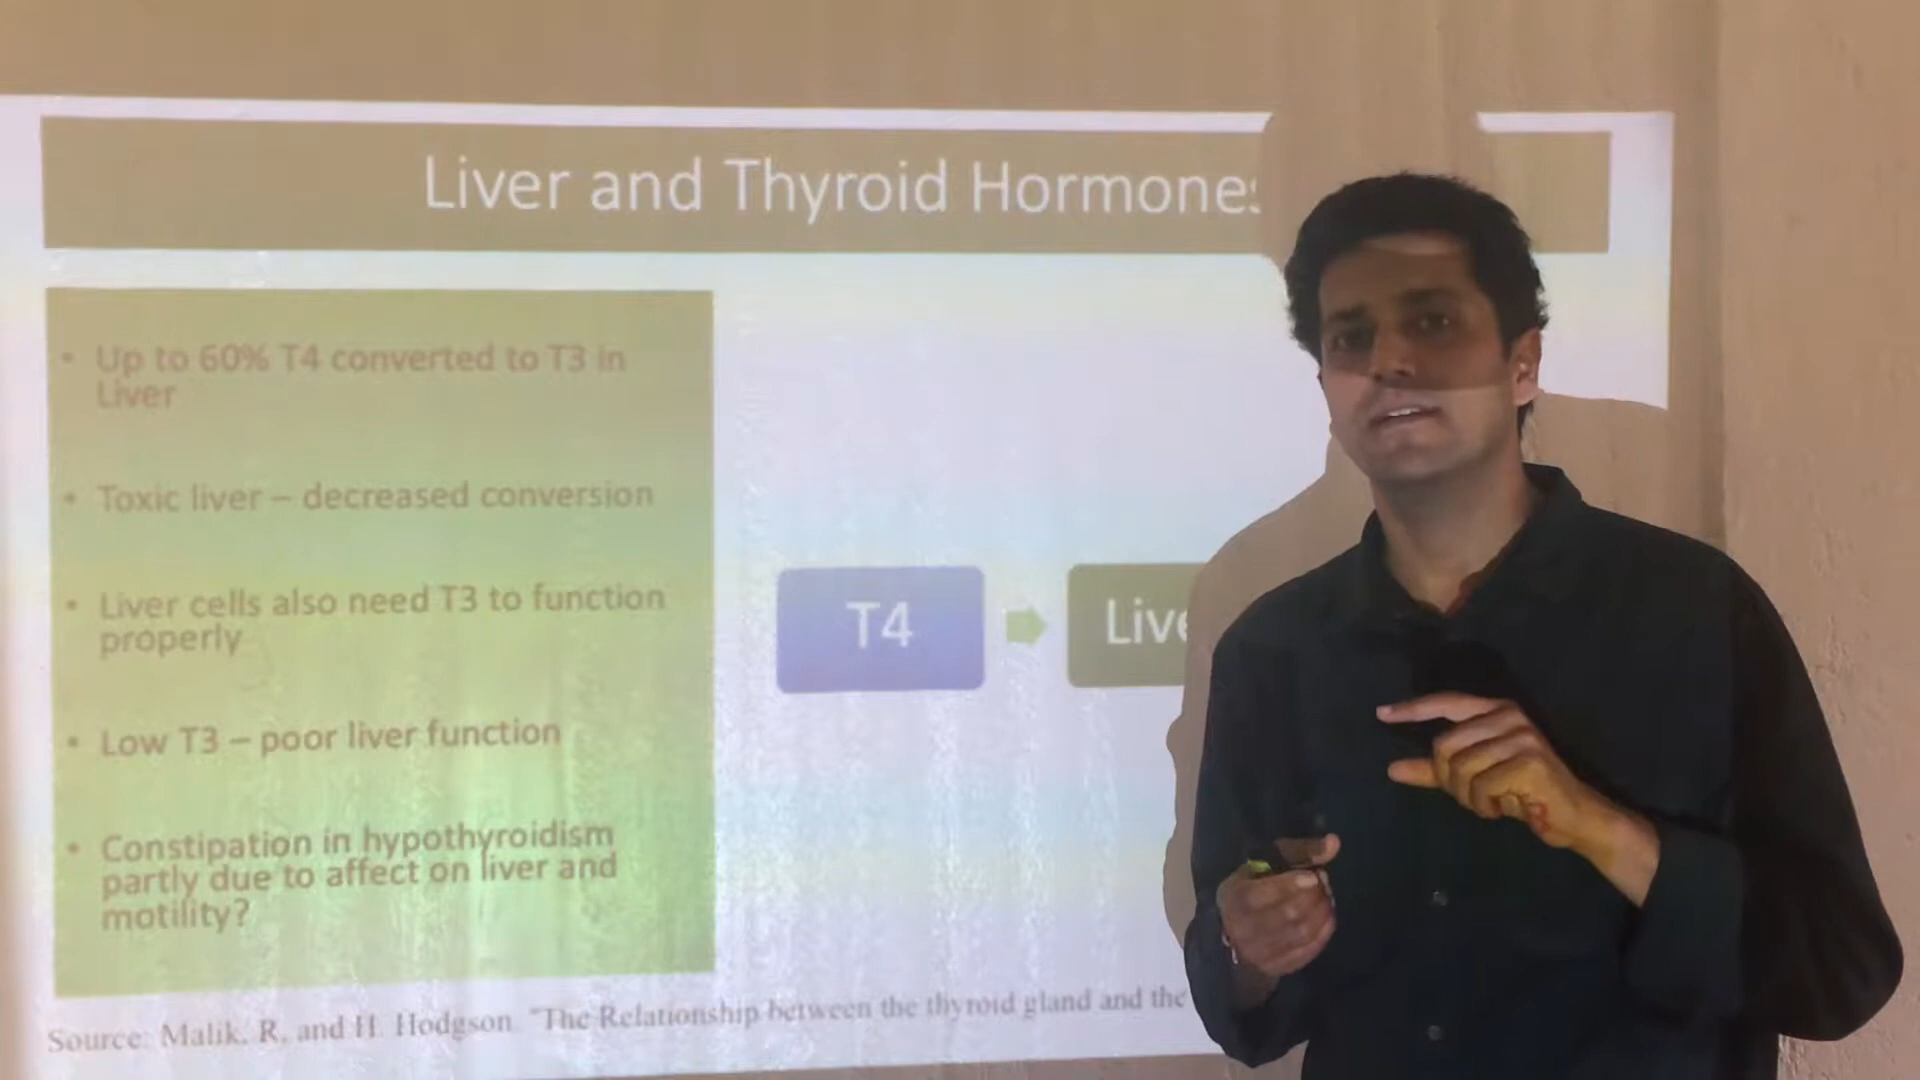 Liver and Thyroid Hormones
• Up to 60% T4 converted to T3 in
Liver
• Toxic liver – decreased conversion
• Liver cells also need T3 to function
properly
• Low T3 – poor liver function
• Constipation in hypothyroidism
partly due to affect on liver and
motility?
T4
Live
Source: Malik, R, and H. Hodgson. "The Relationship between the thyroid gland and the